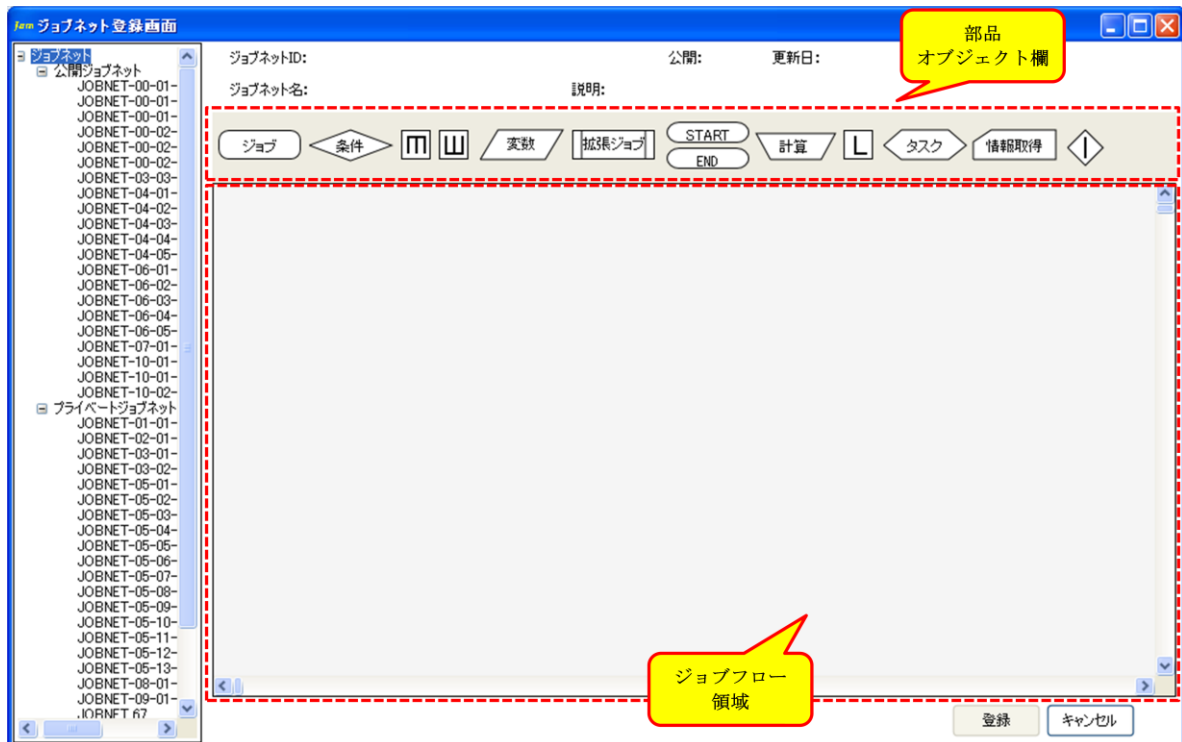 Jam ジョブネット登録画面
部品
オブジェクト欄
ジョブネット
公開ジョブネット
JOBNET-00-01-
JOBNET-00-01-
JOBNET-00-01-
JOBNET-00-02-
JOBNET-00-02-
JOBNET-00-02-
JOBNET-03-03-
JOBNET-04-01-
JOBNET-04-02-
JOBNET-04-03-
JOBNET-04-04-
JOBNET-04-05-
JOBNET-06-01-
JOBNET-06-02-
JOBNET-06-03-
JOBNET-06-04-
JOBNET-06-05-
JOBNET-07-01-
JOBNET-10-01-
JOBNET-10-01-
JOBNET-10-02-
プライベートジョブネット
JOBNET-01-01-
JOBNET-02-01-
JOBNET-03-01-
JOBNET-03-02-
JOBNET-05-01-
JOBNET-05-02-
JOBNET-05-03-
JOBNET-05-04-
JOBNET-05-05-
JOBNET-05-06-
JOBNET-05-07-
JOBNET-05-08-
JOBNET-05-09-
JOBNET-05-10-
JOBNET-05-11-
JOBNET-05-12-
JOBNET-05-13-
JOBNET-08-01-
JOBNET-09-01-
JOBNET 67
ジョブネットID: 公開: 更新日:
ジョブネット名: 説明:
ジョブ 条件 変数 拡張ジョブ START 計算 L タスク 情報取得
END
ジョブフロー
領域
登録 キャンセル